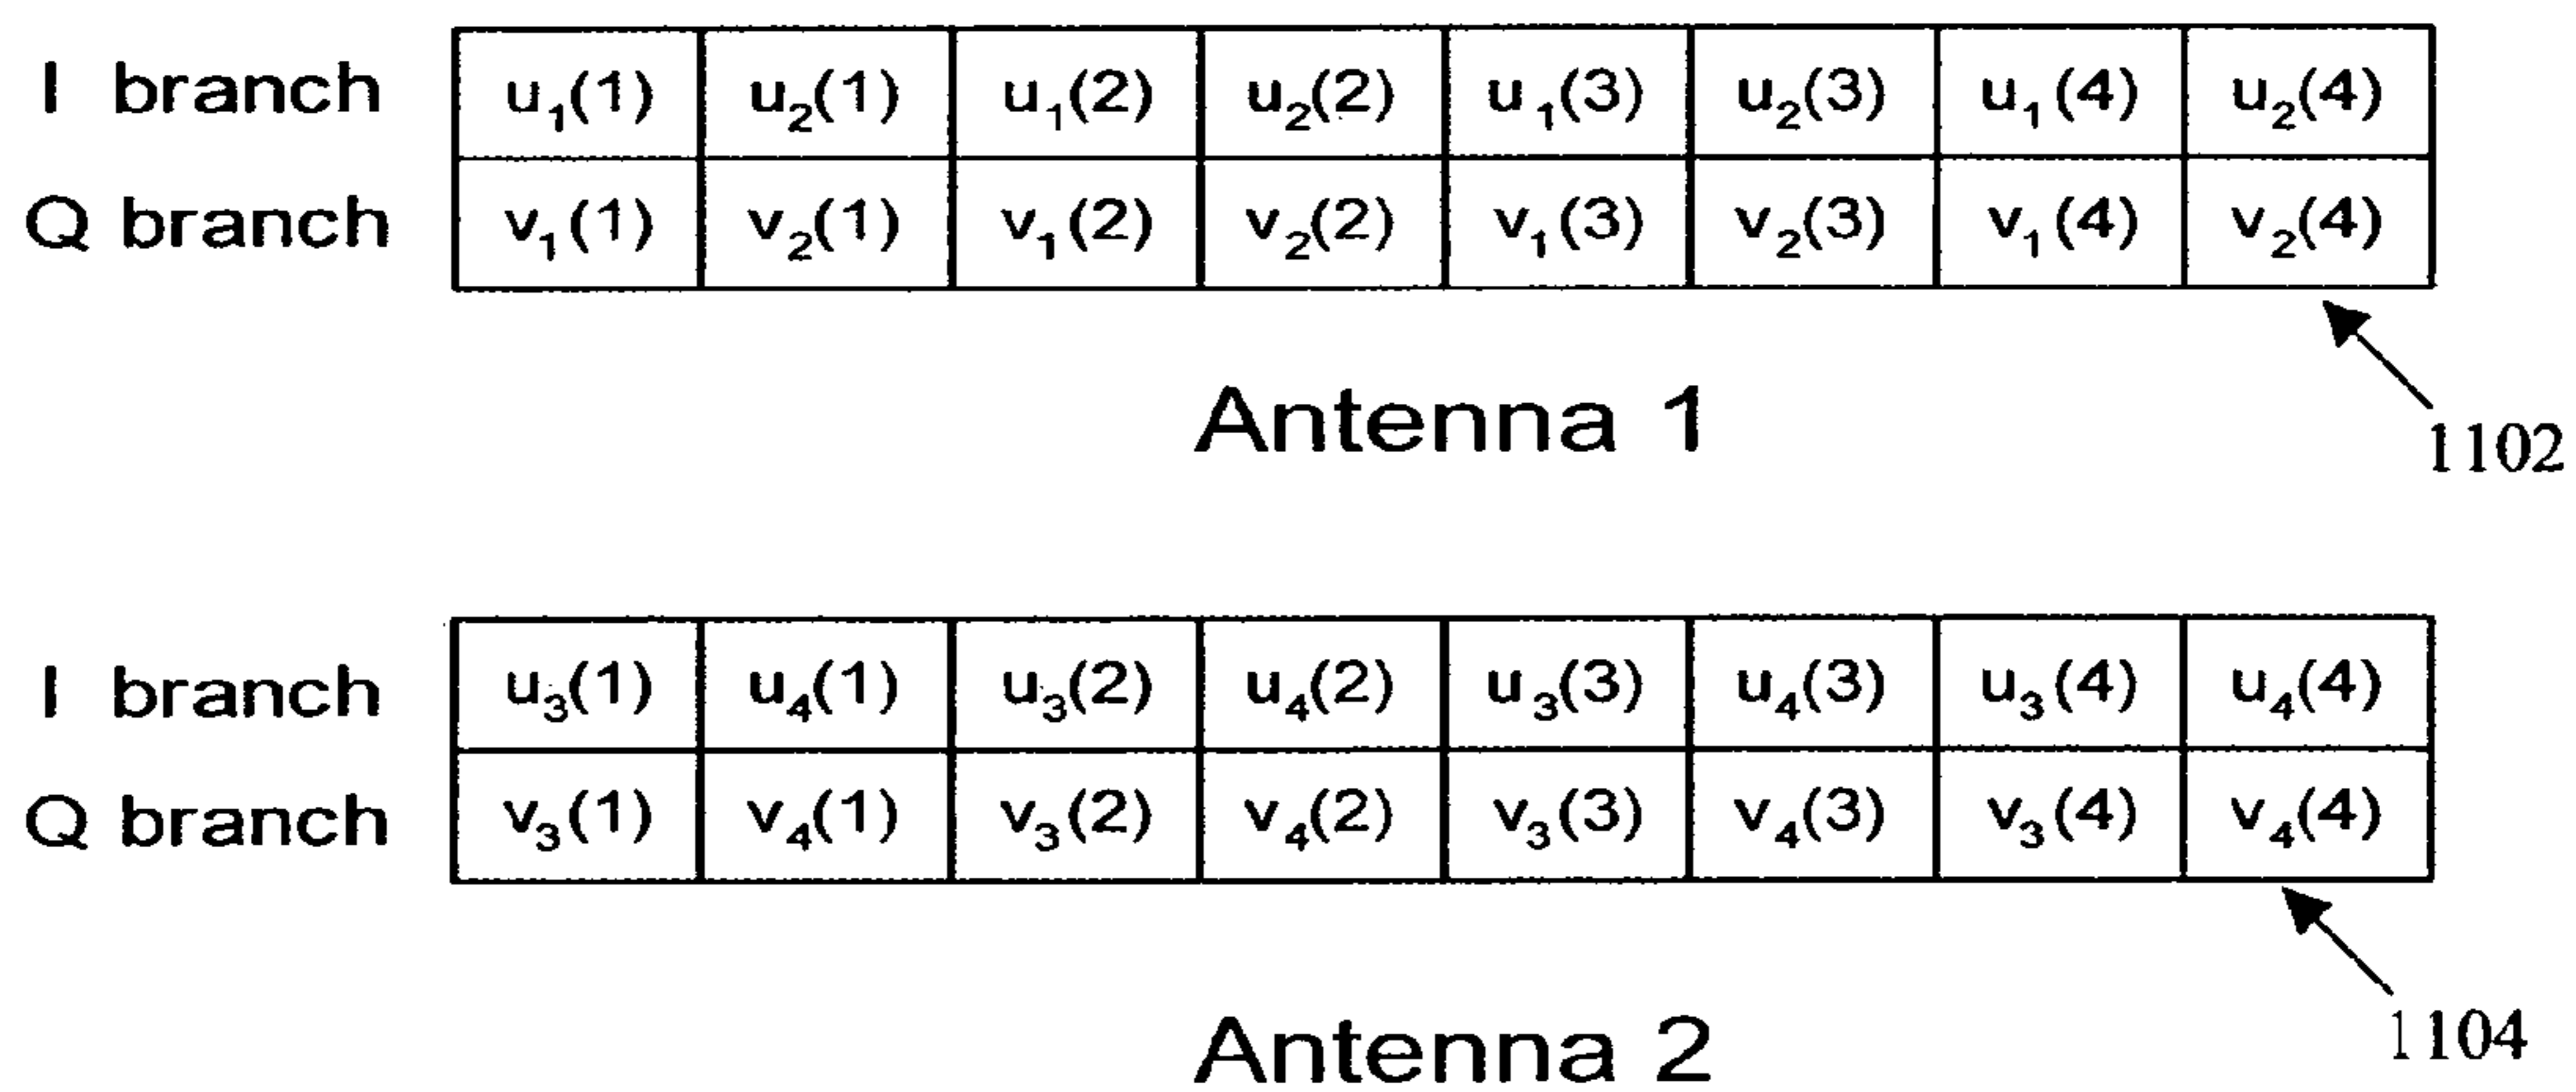 I branch u₁(1) u₂(1) u₁(2) u₂(2) u₁(3) u₂(3) u₁(4) u₂(4)
Q branch v₁(1) v₂(1) v₁(2) v₂(2) v₁(3) v₂(3) v₁(4) v₂(4)
Antenna 1
1102
I branch u₃(1) u₄(1) u₃(2) u₄(2) u₃(3) u₄(3) u₃(4) u₄(4)
Q branch v₃(1) v₄(1) v₃(2) v₄(2) v₃(3) v₄(3) v₃(4) v₄(4)
Antenna 2
1104